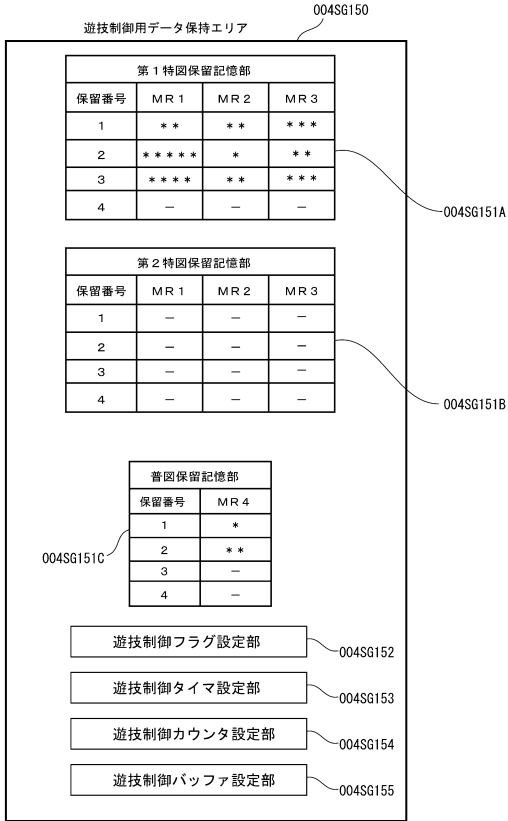 004SG150
遊技制御用データ保持エリア
第1特図保留記憶部
保留番号 MR1 MR2 MR3
1 ** ** ***
2 ***** * **
3 **** ** ***
4 － － －
004SG151A
第2特図保留記憶部
保留番号 MR1 MR2 MR3
1 － － －
2 － － －
3 － － －
4 － － －
004SG151B
普図保留記憶部
保留番号 MR4
1 *
2 **
3 －
4 －
004SG151C
遊技制御フラグ設定部 004SG152
遊技制御タイマ設定部 004SG153
遊技制御カウンタ設定部 004SG154
遊技制御バッファ設定部 004SG155